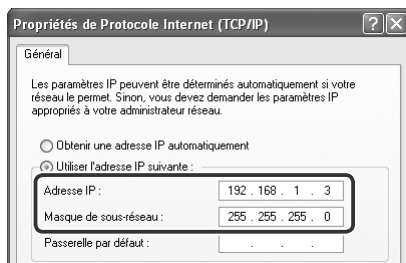 Propriétés de Protocole Internet (TCP/IP)
Général
Les paramètres IP peuvent être déterminés automatiquement si votre
réseau le permet. Sinon, vous devez demander les paramètres IP
appropriés à votre administrateur réseau.
Obtenir une adresse IP automatiquement
Utiliser l'adresse IP suivante :
Adresse IP : 192 . 168 . 1 . 3
Masque de sous-réseau : 255 . 255 . 255 . 0
Passerelle par défaut : . . .